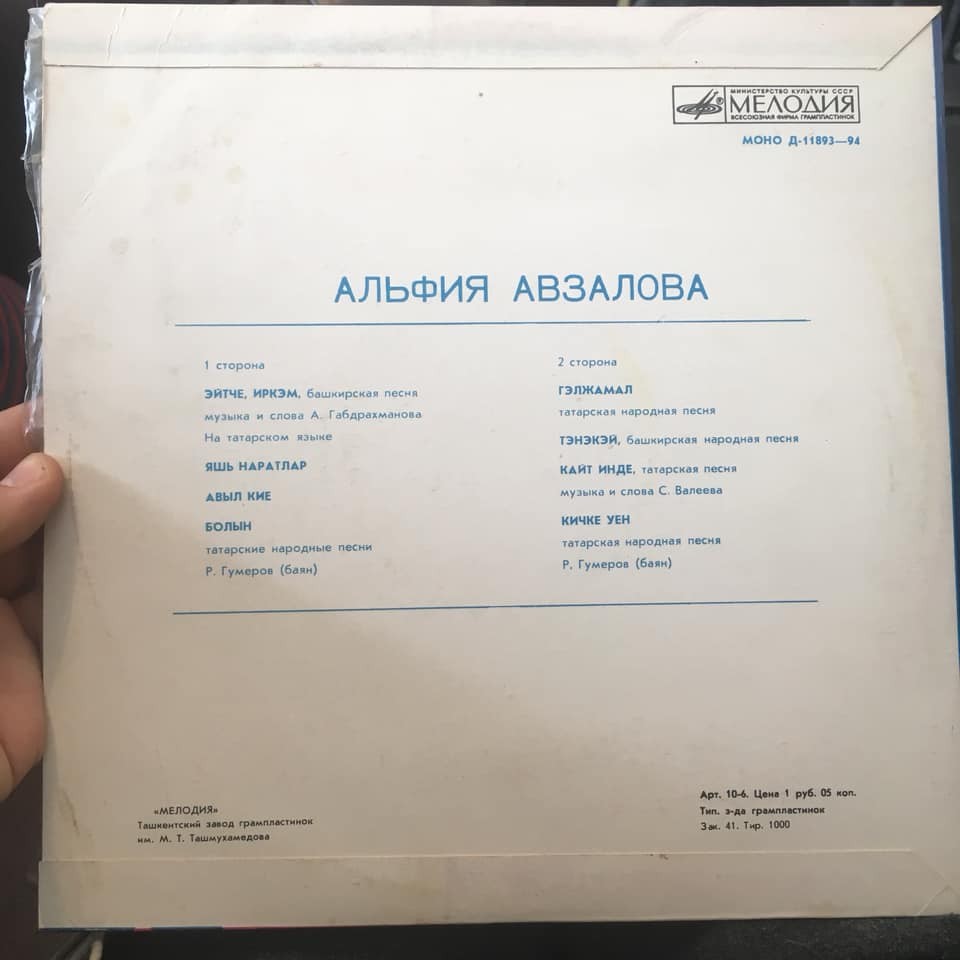 МИНИСТЕРСТВО КУЛЬТУРЫ СССР
МЕЛОДИЯ
ВСЕСОЮЗНАЯ ФИРМА ГРАМПЛАСТИНОК
МОНО Д-11893—94
АЛЬФИЯ АВЗАЛОВА
1 сторона
ЭЙТЧЕ, ИРКЭМ, башкирская песня
музыка и слова А. Габдрахманова
На татарском языке
ЯШЬ НАРАТЛАР
АВЫЛ КИЕ
БОЛЫН
татарские народные песни
Р. Гумеров (баян)
2 сторона
ГЭЛЖАМАЛ
татарская народная песня
ТЭНЭКЭЙ, башкирская народная песня
КАЙТ ИНДЕ, татарская песня
музыка и слова С. Валеева
КИЧКЕ УЕН
татарская народная песня
Р. Гумеров (баян)
«МЕЛОДИЯ»
Ташкентский завод грампластинок
им. М. Т. Ташмухамедова
Арт. 10-6. Цена 1 руб. 05 коп.
Тип. з-да грампластинок
Зак. 41. Тир. 1000